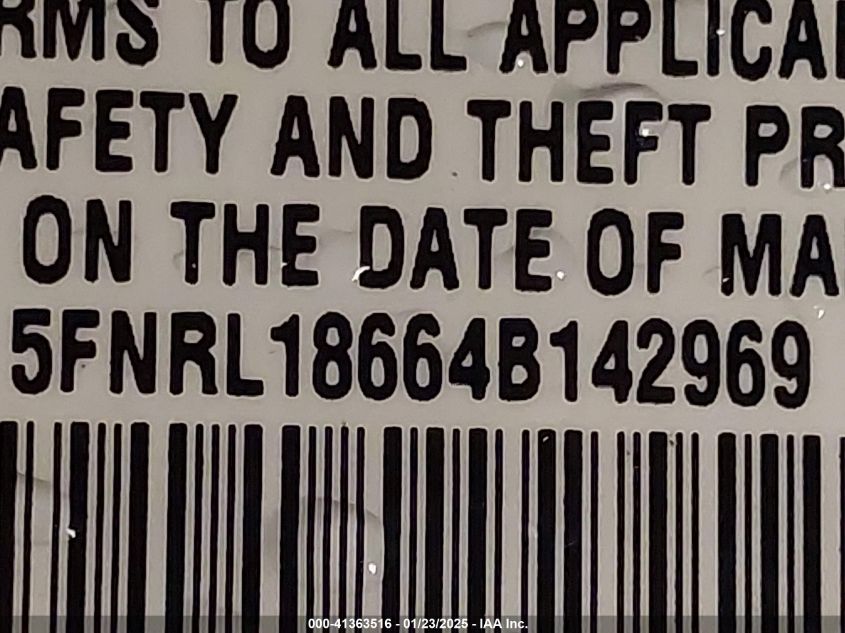 RMS TO ALL APPLICA
AFETY AND THEFT PR
ON THE DATE OF MA
5FNRL18664B142969
000-41363516 - 01/23/2025 - IAA Inc.